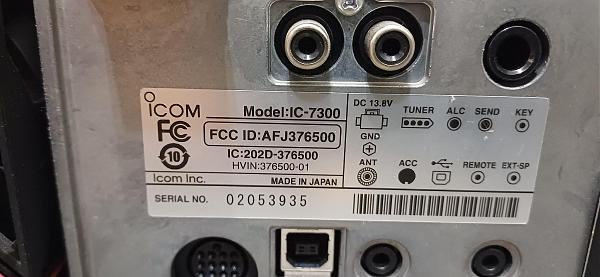 ICOM Model:IC-7300
FC FCC ID:AFJ376500
10 IC:202D-376500
HVIN:376500-01
Icom Inc. MADE IN JAPAN
SERIAL NO. 02053935
DC 13.8V TUNER ALC SEND KEY
GND
ANT ACC REMOTE EXT-SP